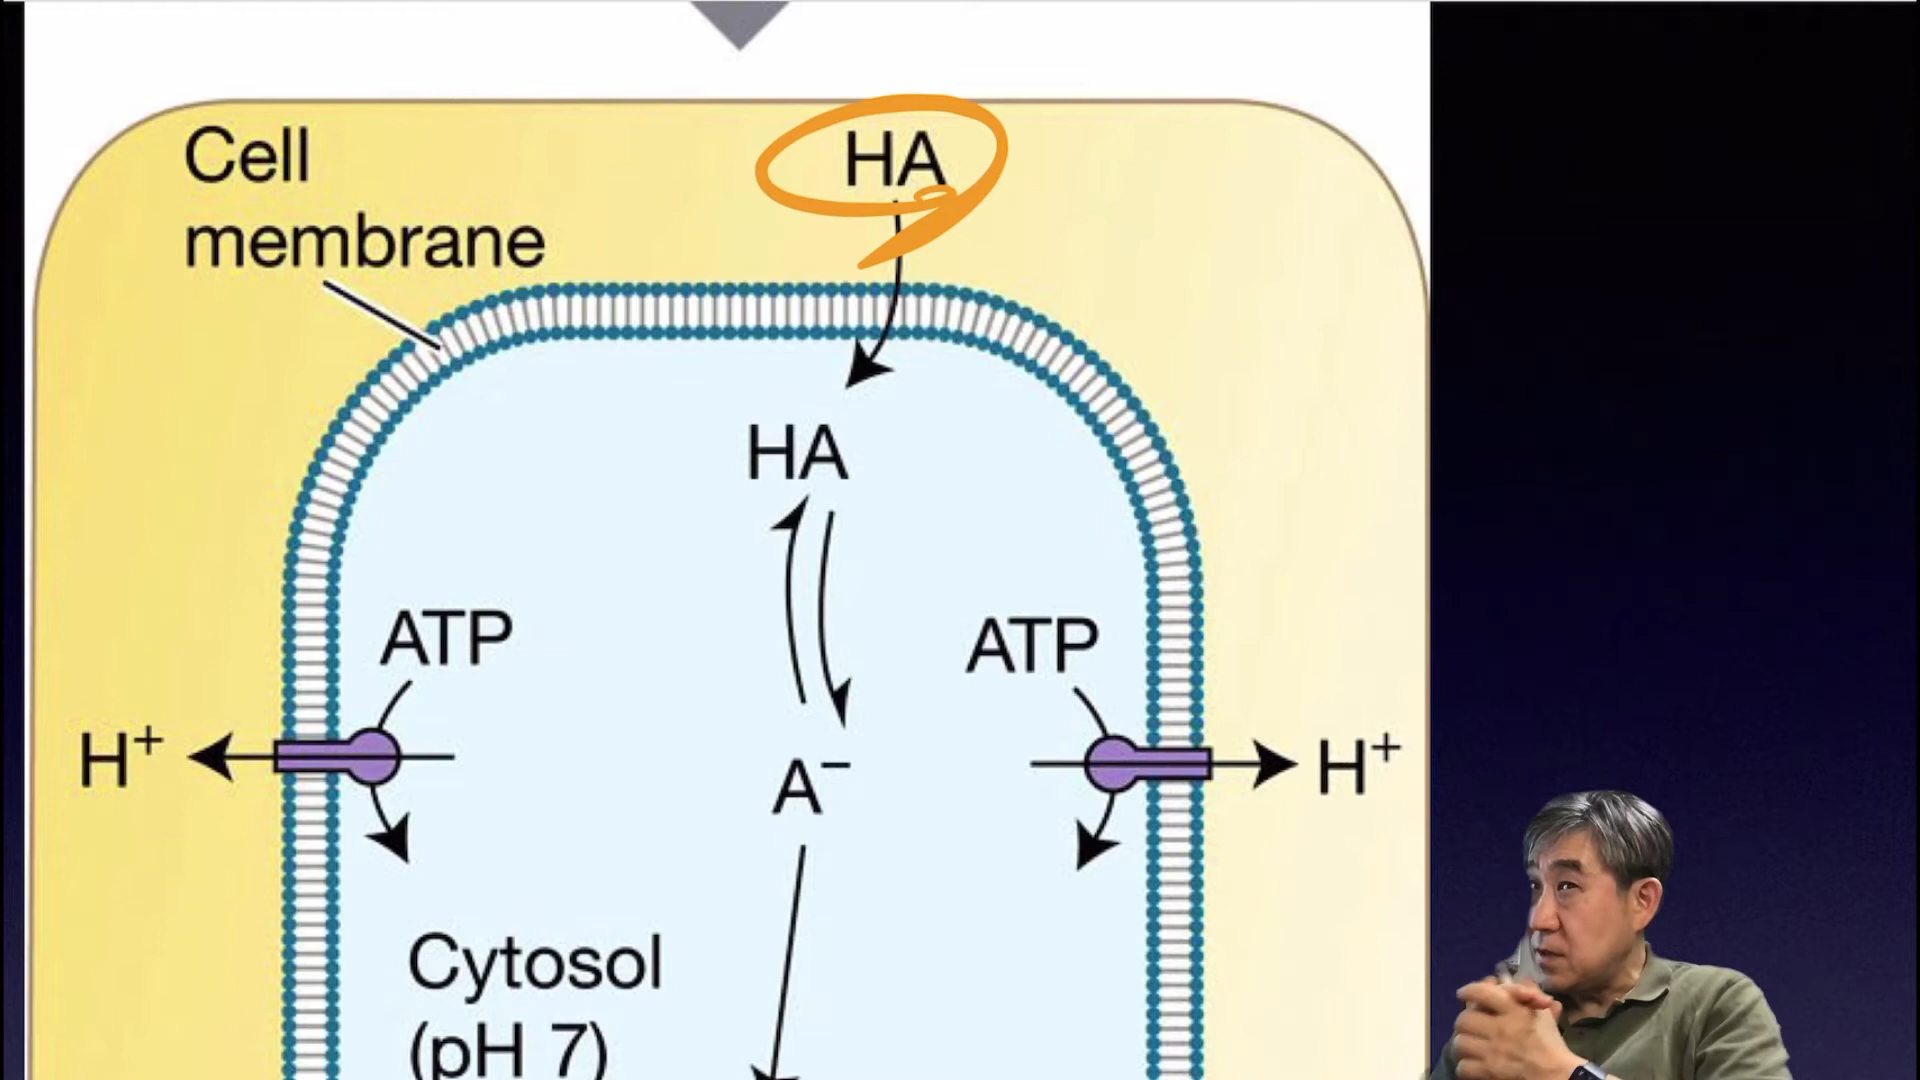 Cell
membrane
HA
HA
ATP
ATP
H⁺
A⁻
H⁺
Cytosol
(pH 7)